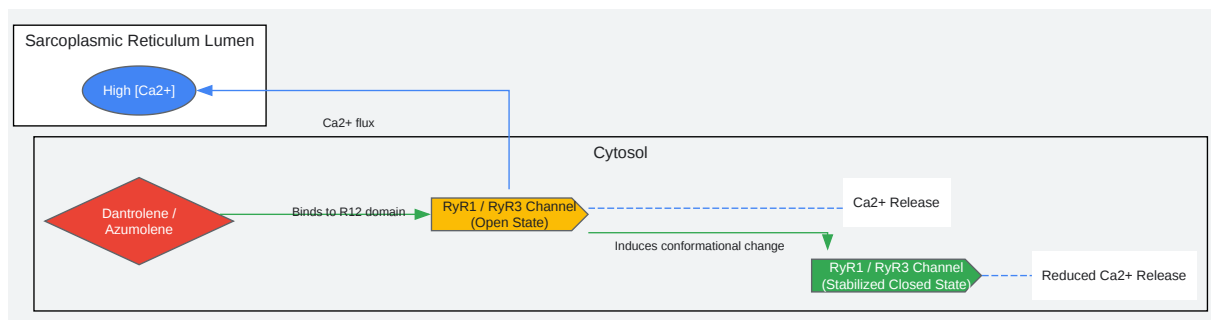 Sarcoplasmic Reticulum Lumen
High [Ca2+]
Ca2+ flux
Cytosol
Dantrolene /
Azumolene
Binds to R12 domain
RyR1 / RyR3 Channel
(Open State)
Ca2+ Release
Induces conformational change
RyR1 / RyR3 Channel
(Stabilized Closed State)
Reduced Ca2+ Release